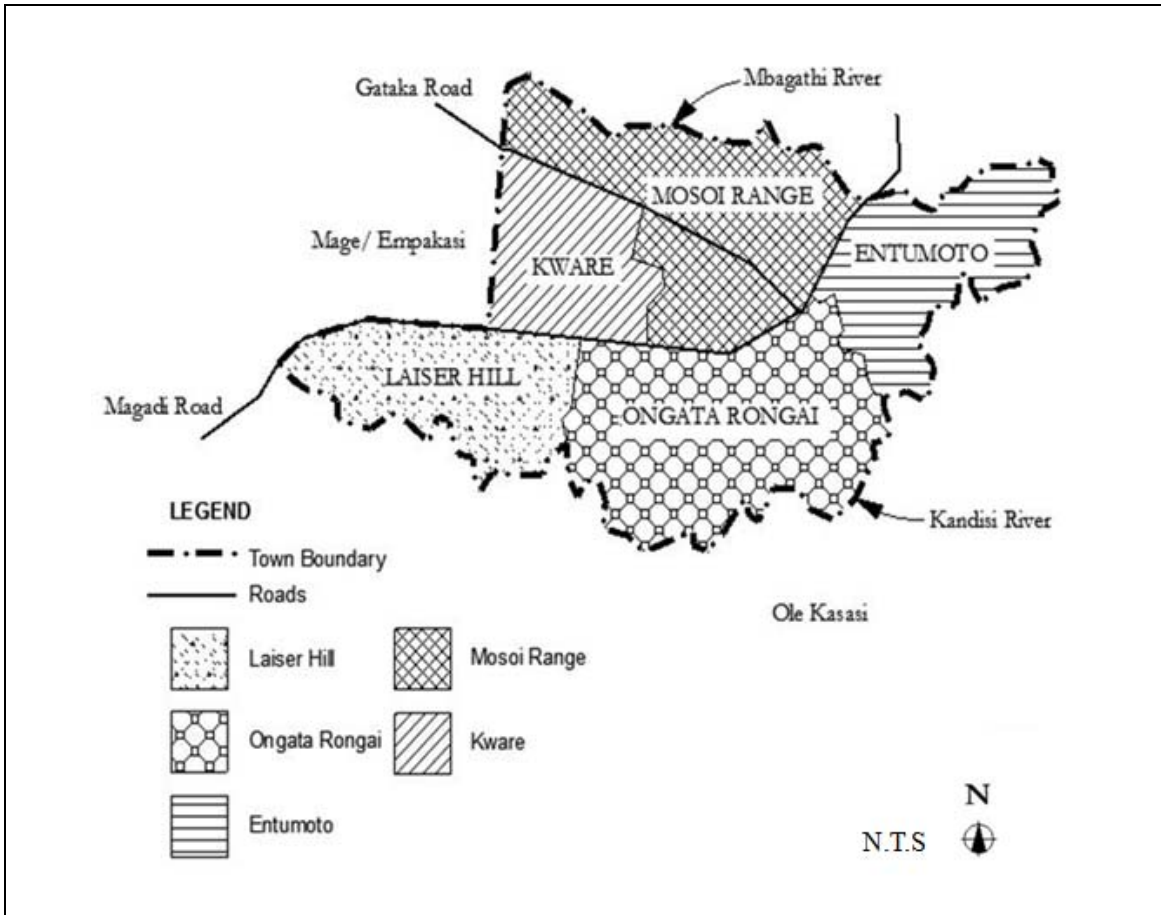 Gataka Road
Mbagathi River
MOSOI RANGE
Mage/ Empakasi
ENTUMOTO
KWARE
LAISER HILL
Magadi Road
ONGATA RONGAI
Kandisi River
Ole Kasasi
LEGEND
Town Boundary
Roads
Laiser Hill
Mosoi Range
Ongata Rongai
Kware
Entumoto
N
N.T.S